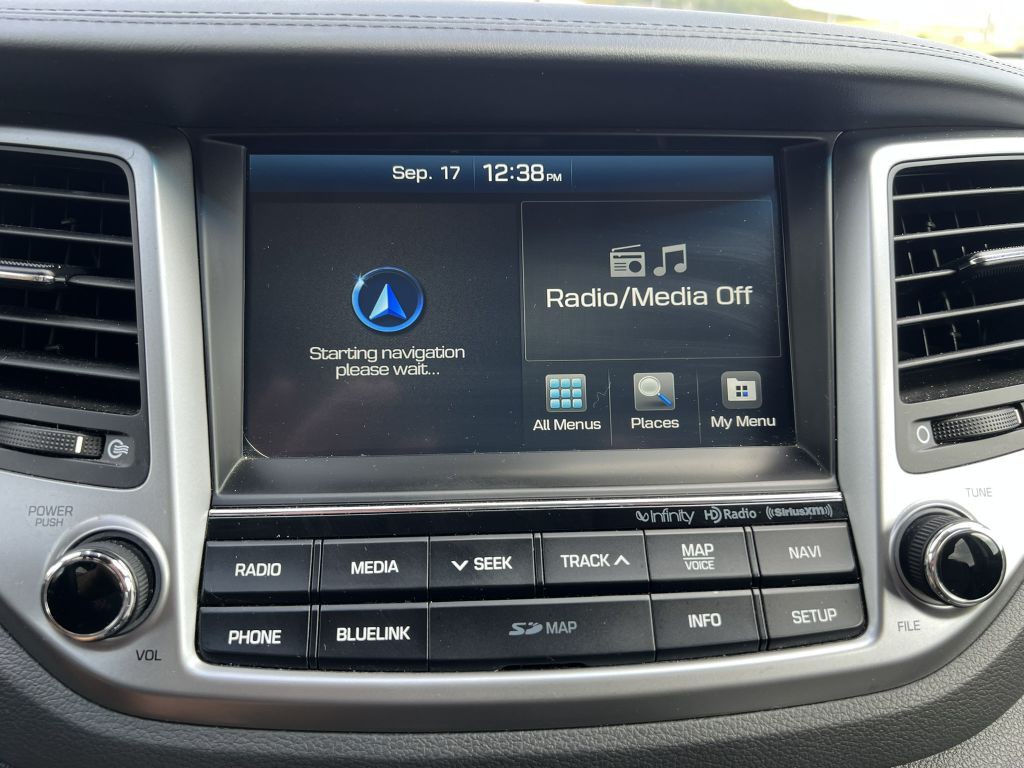 Sep. 17 12:38 PM
Radio/Media Off
Starting navigation
please wait...
All Menus Places My Menu
infinity HD Radio SiriusXM
POWER
PUSH
VOL
TUNE
FILE
RADIO MEDIA SEEK TRACK MAP NAVI
VOICE
PHONE BLUELINK SD MAP INFO SETUP